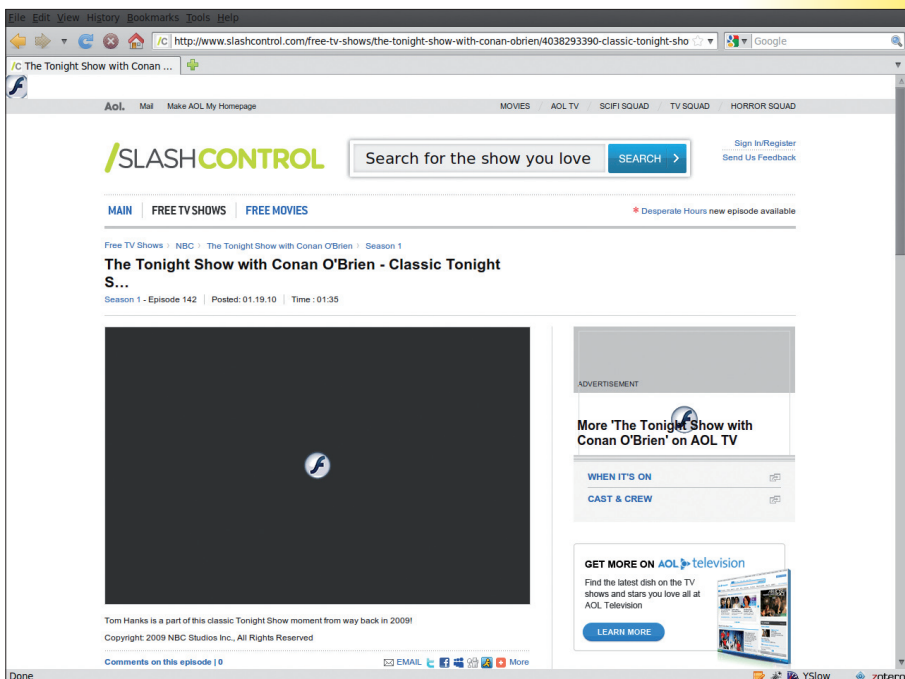 File Edit View History Bookmarks Tools Help
http://www.slashcontrol.com/free-tv-shows/the-tonight-show-with-conan-obrien/4038293390-classic-tonight-sho
Google
/C The Tonight Show with Conan ...
Aol. Mail Make AOL My Homepage MOVIES / AOL TV / SCIFI SQUAD / TV SQUAD / HORROR SQUAD
/SLASHCONTROL
Search for the show you love
SEARCH >
Sign In/Register
Send Us Feedback
MAIN | FREE TV SHOWS | FREE MOVIES
* Desperate Hours new episode available
Free TV Shows > NBC > The Tonight Show with Conan O'Brien > Season 1
The Tonight Show with Conan O'Brien - Classic Tonight
S...
Season 1 - Episode 142 | Posted: 01.19.10 | Time : 01:35
ADVERTISEMENT
More 'The Tonight Show with
Conan O'Brien' on AOL TV
WHEN IT'S ON
CAST & CREW
GET MORE ON AOL television
Find the latest dish on the TV
shows and stars you love all at
AOL Television
LEARN MORE
Tom Hanks is a part of this classic Tonight Show moment from way back in 2009!
Copyright: 2009 NBC Studios Inc., All Rights Reserved
Comments on this episode | 0
EMAIL
More
Done
YSlow
zotero